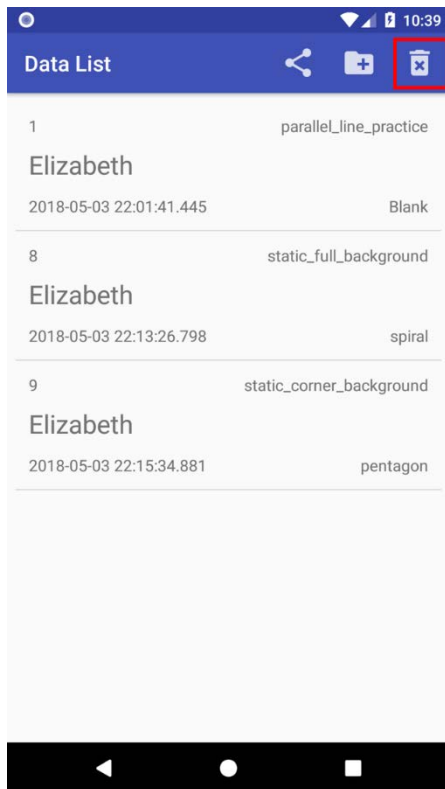 10:39
Data List
1 parallel_line_practice
Elizabeth
2018-05-03 22:01:41.445 Blank
8 static_full_background
Elizabeth
2018-05-03 22:13:26.798 spiral
9 static_corner_background
Elizabeth
2018-05-03 22:15:34.881 pentagon